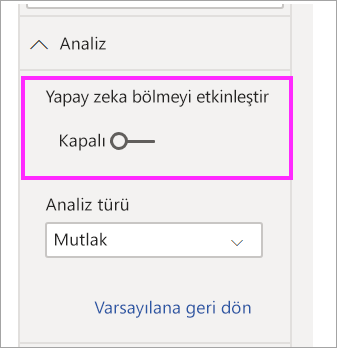 Analiz
Yapay zeka bölmeyi etkinleştir
Kapalı
Analiz türü
Mutlak
Varsayılana geri dön